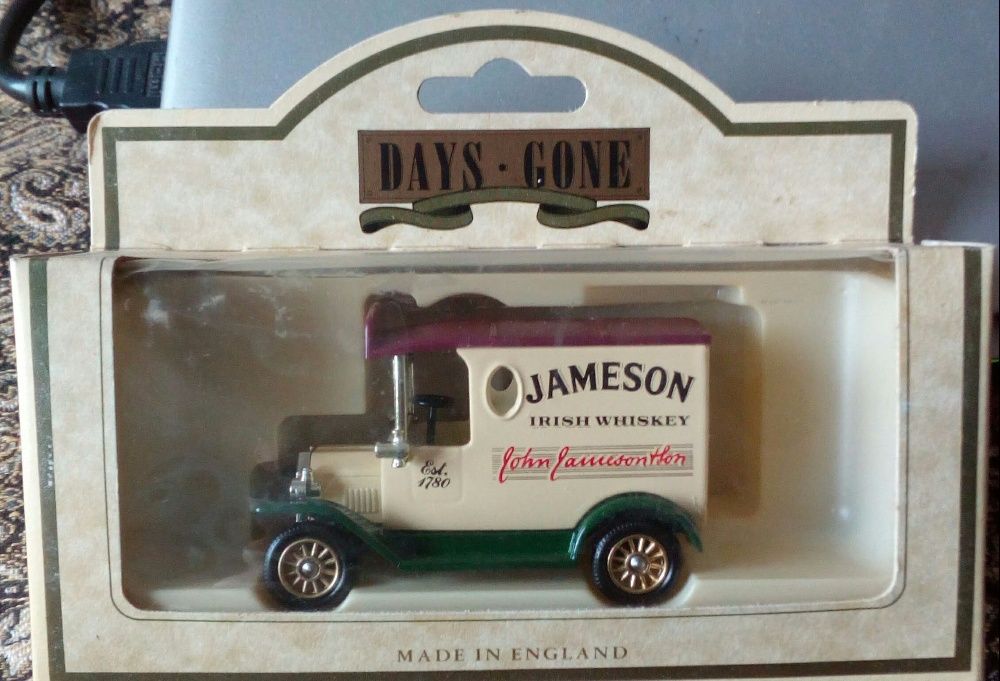 DAYS · GONE
JAMESON
IRISH WHISKEY
John Jameson & Son
Est.
1780
MADE IN ENGLAND